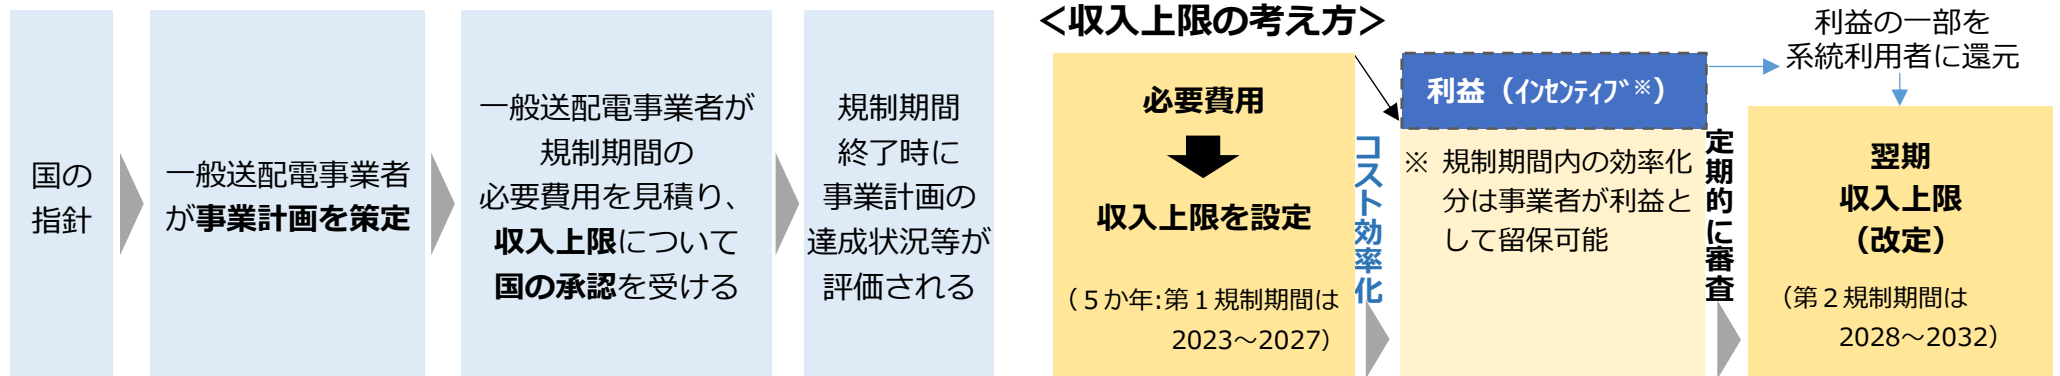 国の
指針
一般送配電事業者
が事業計画を策定
一般送配電事業者が
規制期間の
必要費用を見積り、
収入上限について
国の承認を受ける
規制期間
終了時に
事業計画の
達成状況等が
評価される
＜収入上限の考え方＞
必要費用
収入上限を設定
（５か年:第１規制期間は
2023～2027）
コスト効率化
利益（ｲﾝｾﾝﾃｨﾌﾞ※）
※ 規制期間内の効率化
分は事業者が利益と
して留保可能
定期的に審査
利益の一部を
系統利用者に還元
翌期
収入上限
（改定）
（第２規制期間は
2028～2032）